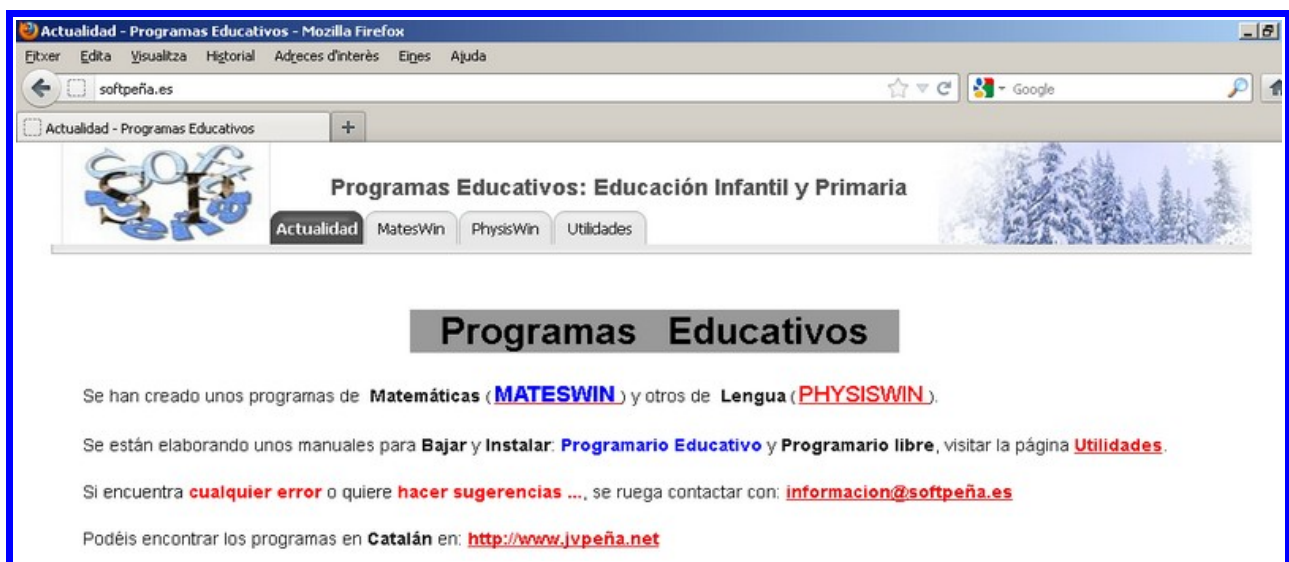 Actualidad - Programas Educativos - Mozilla Firefox
Fitxer Edita Visualitza Historial Adreces d'interès Eines Ajuda
softpeña.es Google
Actualidad - Programas Educativos
Soft Peña
Programas Educativos: Educación Infantil y Primaria
Actualidad MatesWin PhysisWin Utilidades
Programas Educativos
Se han creado unos programas de Matemáticas (MATESWIN ) y otros de Lengua (PHYSISWIN ).
Se están elaborando unos manuales para Bajar y Instalar: Programario Educativo y Programario libre, visitar la página Utilidades.
Si encuentra cualquier error o quiere hacer sugerencias ..., se ruega contactar con: informacion@softpeña.es
Podéis encontrar los programas en Catalán en: http://www.jvpeña.net